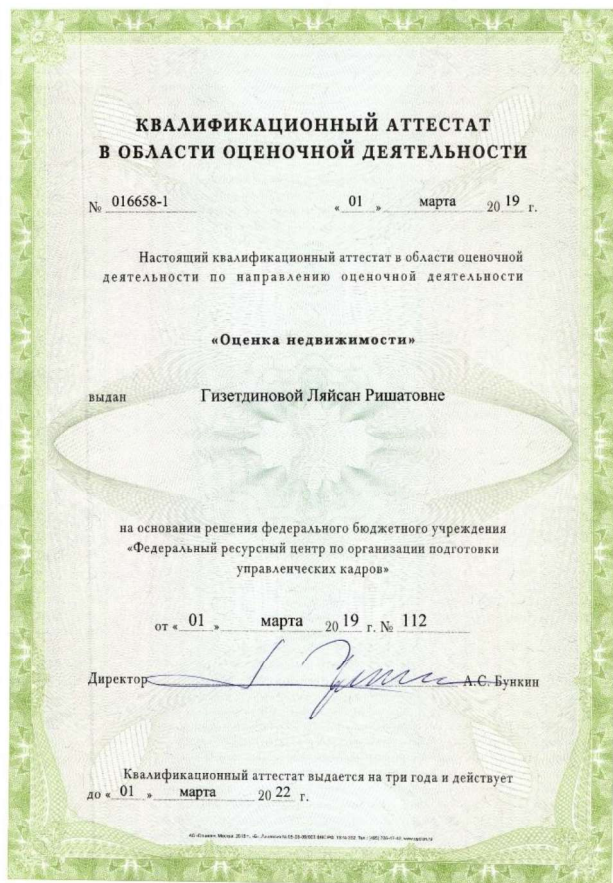 КВАЛИФИКАЦИОННЫЙ АТТЕСТАТ
В ОБЛАСТИ ОЦЕНОЧНОЙ ДЕЯТЕЛЬНОСТИ
№ 016658-1 « 01 » марта 20 19 г.
Настоящий квалификационный аттестат в области оценочной
деятельности по направлению оценочной деятельности
«Оценка недвижимости»
выдан Гизетдиновой Ляйсан Ришатовне
на основании решения федерального бюджетного учреждения
«Федеральный ресурсный центр по организации подготовки
управленческих кадров»
от « 01 » марта 20 19 г. № 112
Директор А.С. Бункин
Квалификационный аттестат выдается на три года и действует
до « 01 » марта 20 22 г.